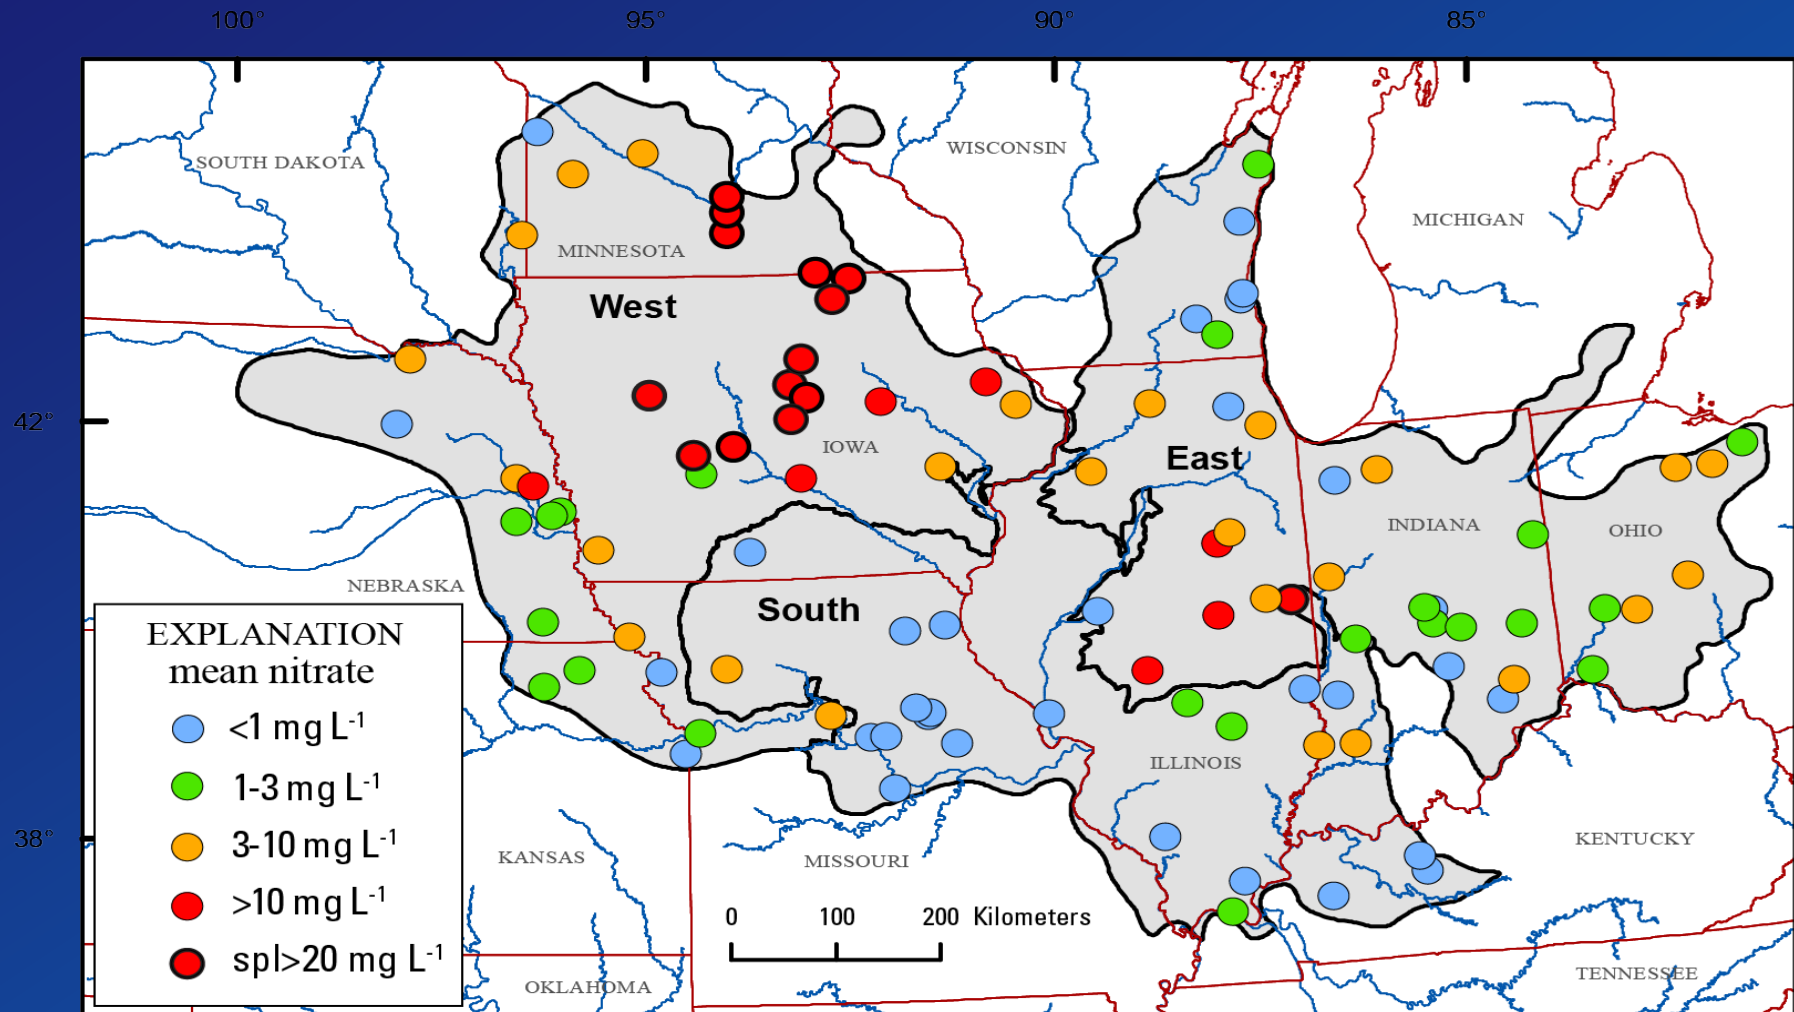 100° 95° 90° 85°
SOUTH DAKOTA
WISCONSIN
MICHIGAN
MINNESOTA
West
42°
IOWA
East
INDIANA
OHIO
NEBRASKA
South
EXPLANATION
mean nitrate
<1 mg L-1
1-3 mg L-1
3-10 mg L-1
>10 mg L-1
spl>20 mg L-1
ILLINOIS
38°
KANSAS
MISSOURI
KENTUCKY
0 100 200 Kilometers
OKLAHOMA
TENNESSEE